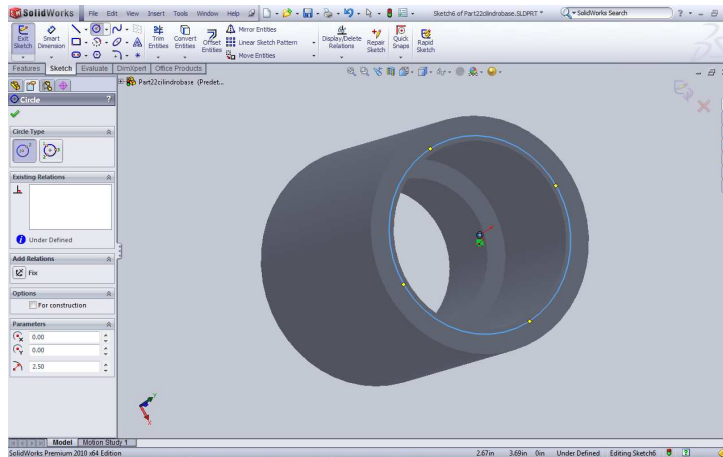 SolidWorks File Edit View Insert Tools Window Help Sketch6 of Part22cilindrobase.SLDPRT * SolidWorks Search
Exit Sketch
Smart Dimension
Trim Entities
Convert Entities
Offset Entities
Mirror Entities
Linear Sketch Pattern
Move Entities
Display/Delete Relations
Repair Sketch
Quick Snaps
Rapid Sketch
Features Sketch Evaluate DimXpert Office Products
Part22cilindrobase (Predet...
Circle ?
Circle Type
Existing Relations
Under Defined
Add Relations
Fix
Options
For construction
Parameters
0.00
0.00
2.50
Y
X
Model Motion Study 1
SolidWorks Premium 2010 x64 Edition 2.67in 3.69in 0in Under Defined Editing Sketch6